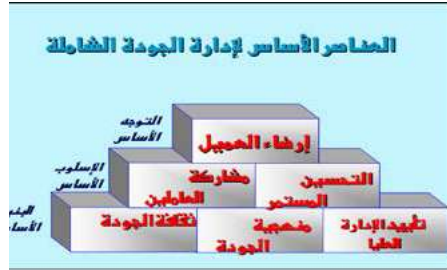 العناصر الأساس لإدارة الجودة الشاملة
التوجه
الأساس
إرضاء العميل
الإسلوب
الأساس
مشاركة
العاملين
التحسين
المستمر
الأساس
ثقافة الجودة
منهجية
الجودة
تأييد الإدارة
العليا